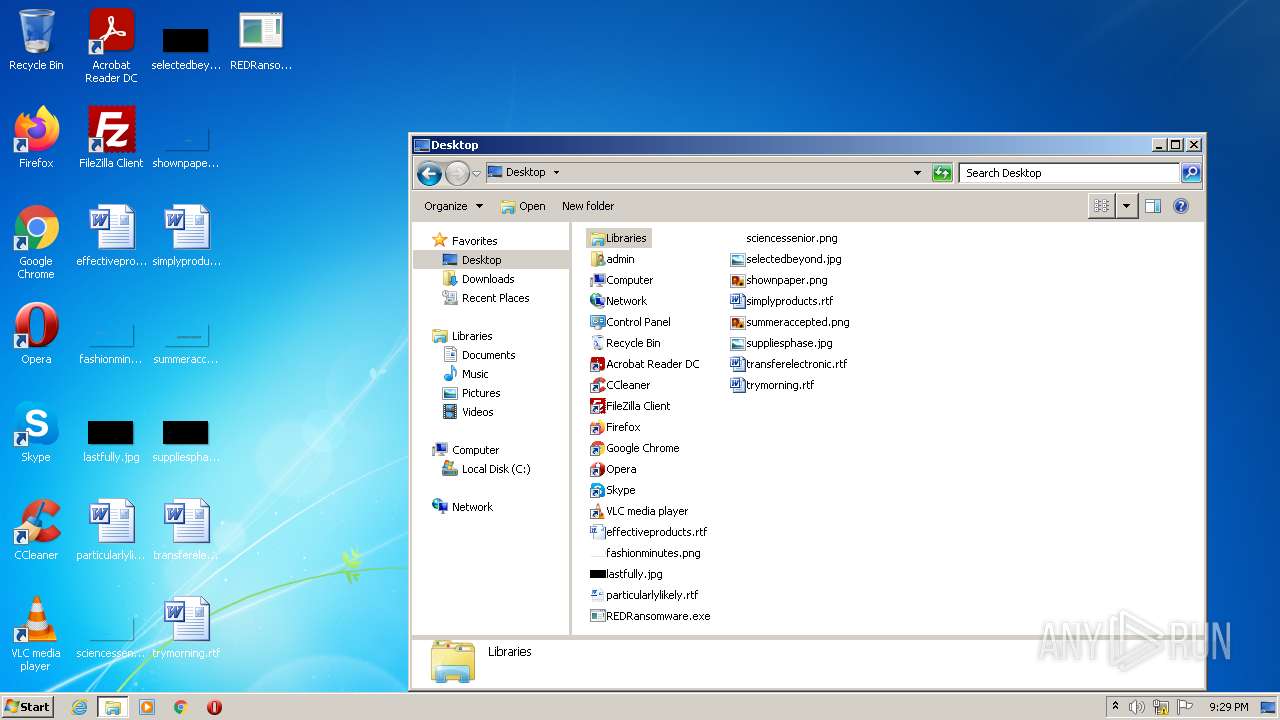 Recycle Bin
Acrobat
Reader DC
selectedbey...
REDRanso...
Firefox
FileZilla Client
shownpape...
Google
Chrome
effectivepro...
simplyprodu...
Opera
fashionmin...
summeracc...
Skype
lastfully.jpg
suppliespha...
CCleaner
particularlyli...
transferele...
VLC media
player
sciencessen...
trymorning.rtf
Desktop
Desktop
Search Desktop
Organize
Open
New folder
Favorites
Desktop
Downloads
Recent Places
Libraries
Documents
Music
Pictures
Videos
Computer
Local Disk (C:)
Network
Libraries
admin
Computer
Network
Control Panel
Recycle Bin
Acrobat Reader DC
CCleaner
FileZilla Client
Firefox
Google Chrome
Opera
Skype
VLC media player
effectiveproducts.rtf
fashionminutes.png
lastfully.jpg
particularlylikely.rtf
REDRansomware.exe
sciencessenior.png
selectedbeyond.jpg
shownpaper.png
simplyproducts.rtf
summeraccepted.png
suppliesphase.jpg
transferelectronic.rtf
trymorning.rtf
Libraries
ANY RUN
Start
9:29 PM